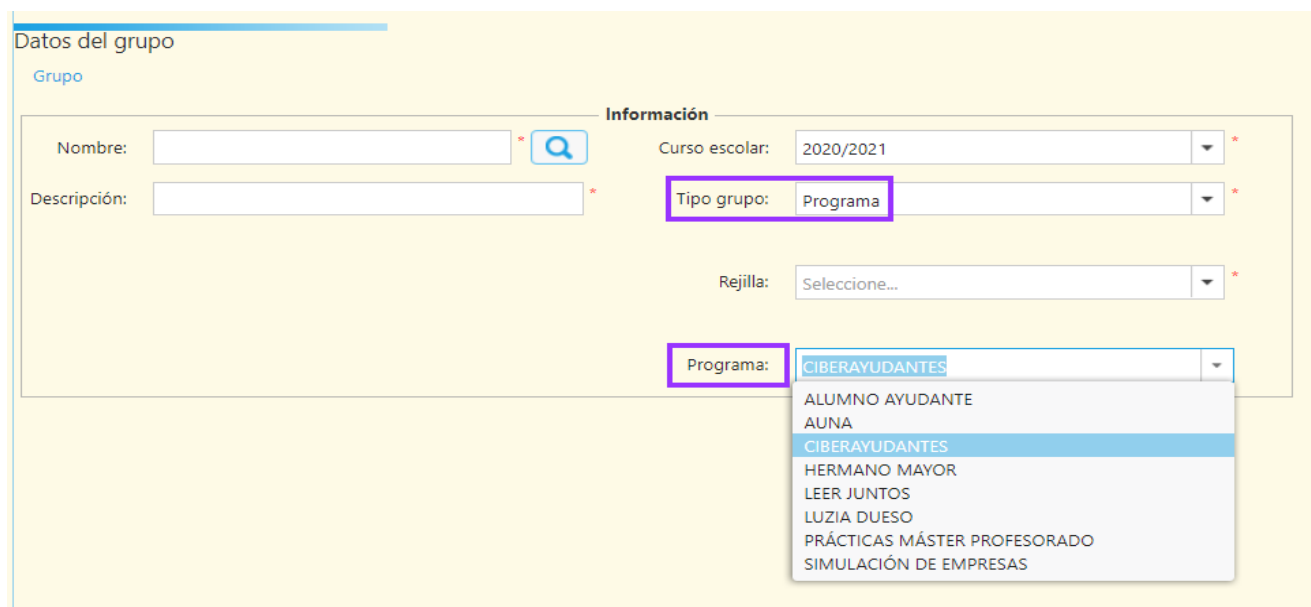 Datos del grupo
Grupo
Información
Nombre: * Curso escolar: 2020/2021 *
Descripción: * Tipo grupo: Programa *
Rejilla: Seleccione... *
Programa: CIBERAYUDANTES
ALUMNO AYUDANTE
AUNA
CIBERAYUDANTES
HERMANO MAYOR
LEER JUNTOS
LUZIA DUESO
PRÁCTICAS MÁSTER PROFESORADO
SIMULACIÓN DE EMPRESAS